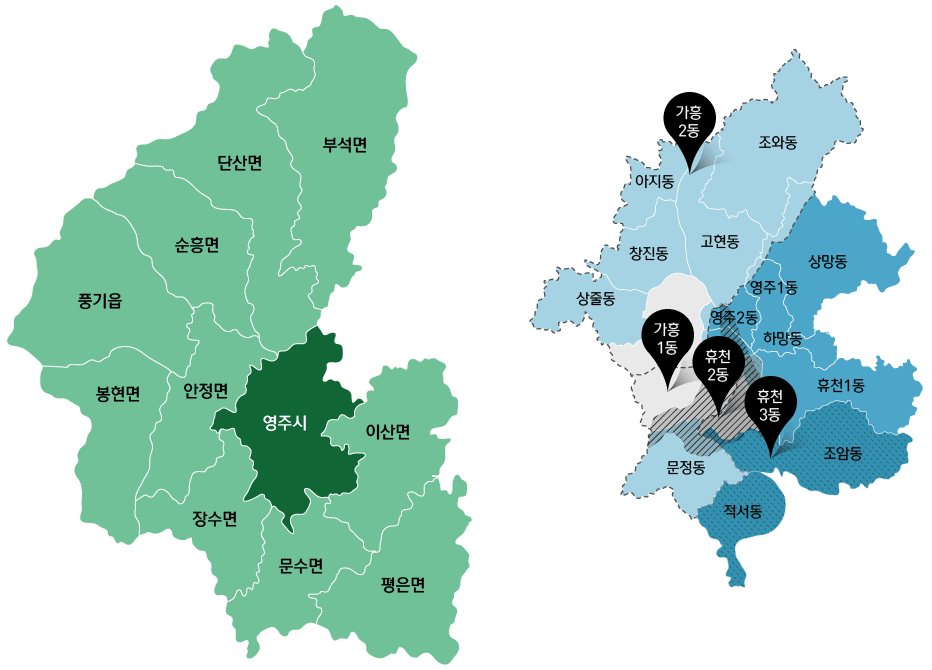 부석면
단산면
순흥면
풍기읍
봉현면
안정면
영주시
이산면
장수면
문수면
평은면
가흥
2동
조와동
아지동
고현동
창진동
상망동
상줄동
영주1동
영주2동
하망동
가흥
1동
휴천
2동
휴천1동
휴천
3동
조암동
문정동
적서동